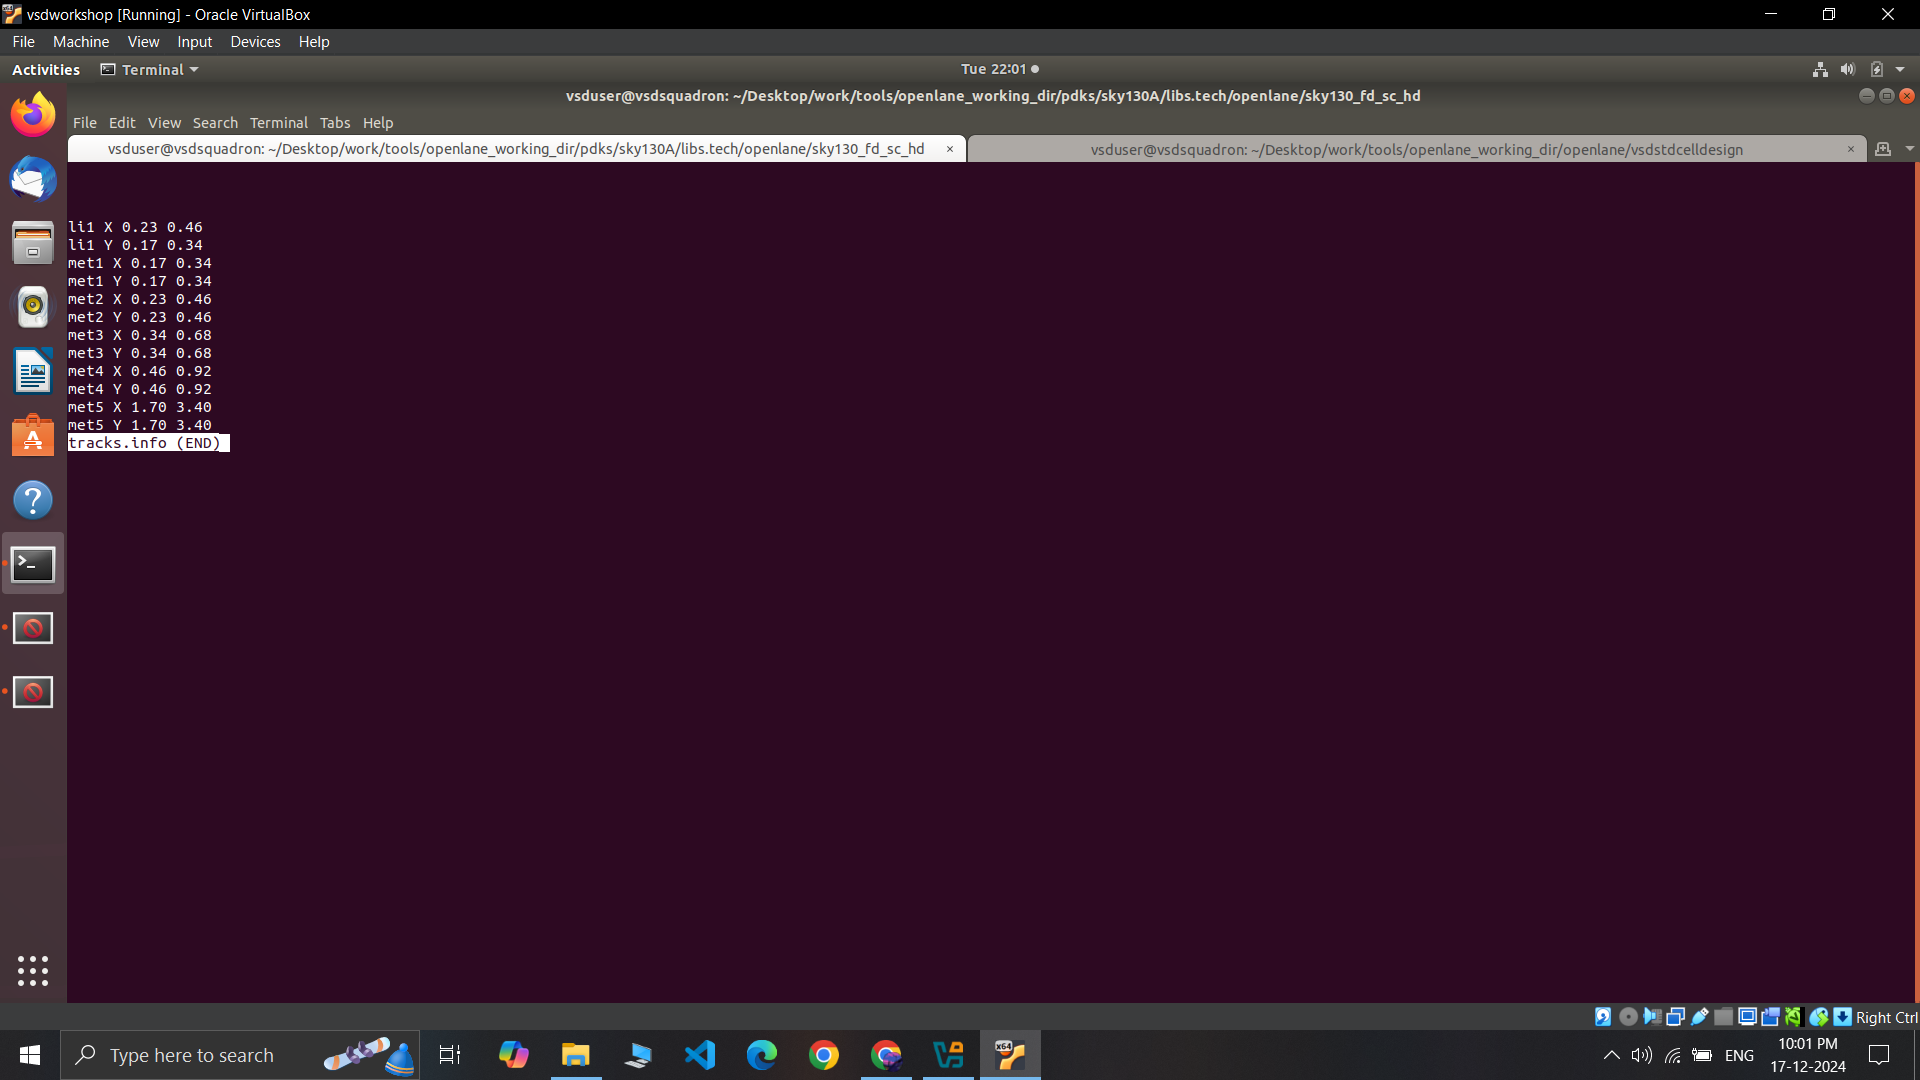 vsdworkshop [Running] - Oracle VirtualBox
File Machine View Input Devices Help
Activities Terminal Tue 22:01
vsduser@vsdsquadron: ~/Desktop/work/tools/openlane_working_dir/pdks/sky130A/libs.tech/openlane/sky130_fd_sc_hd
File Edit View Search Terminal Tabs Help
vsduser@vsdsquadron: ~/Desktop/work/tools/openlane_working_dir/pdks/sky130A/libs.tech/openlane/sky130_fd_sc_hd × vsduser@vsdsquadron: ~/Desktop/work/tools/openlane_working_dir/openlane/vsdstdcelldesign ×
li1 X 0.23 0.46
li1 Y 0.17 0.34
met1 X 0.17 0.34
met1 Y 0.17 0.34
met2 X 0.23 0.46
met2 Y 0.23 0.46
met3 X 0.34 0.68
met3 Y 0.34 0.68
met4 X 0.46 0.92
met4 Y 0.46 0.92
met5 X 1.70 3.40
met5 Y 1.70 3.40
tracks.info (END)
Right Ctrl
Type here to search
ENG
10:01 PM
17-12-2024